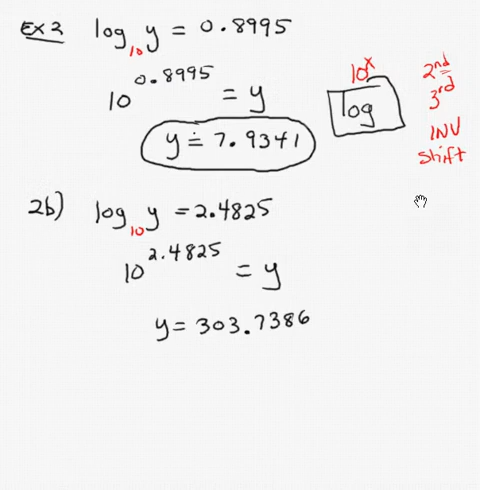 Ex 2 log₁₀ y = 0.8995
10^0.8995 = y
y ≐ 7.9341
10^x
log
2nd
3rd
INV
Shift
2b) log₁₀ y = 2.4825
10^2.4825 = y
y = 303.7386